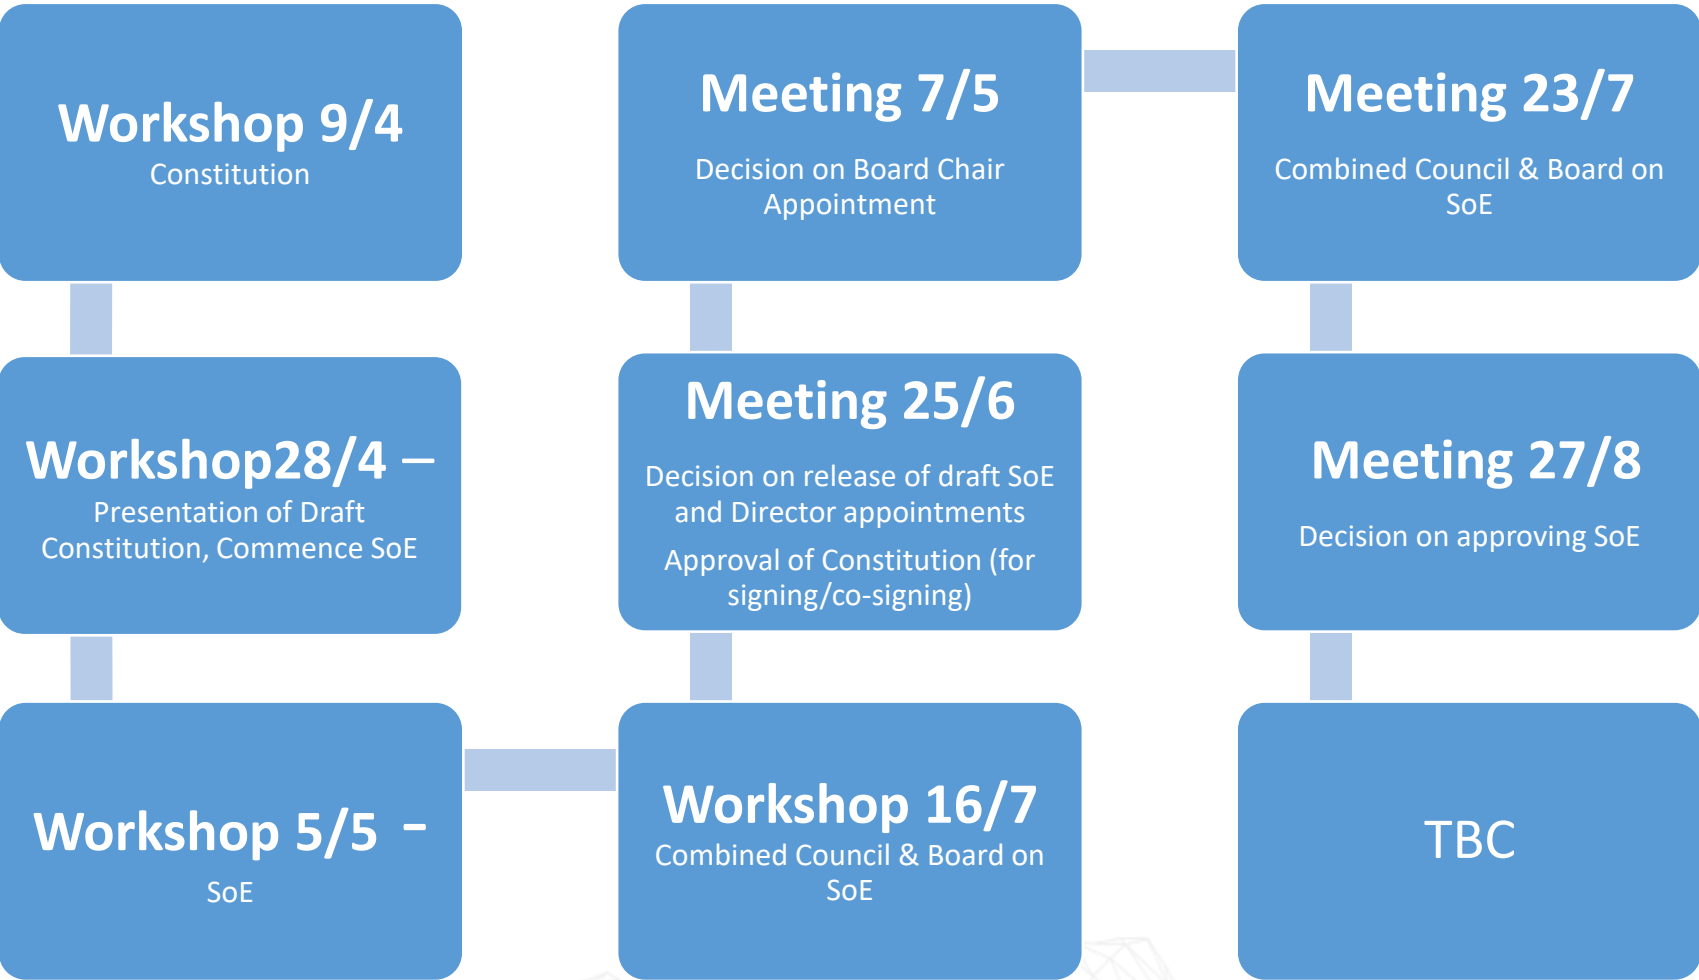 Workshop 9/4
Constitution
Workshop28/4 –
Presentation of Draft
Constitution, Commence SoE
Workshop 5/5 -
SoE
Meeting 7/5
Decision on Board Chair
Appointment
Meeting 25/6
Decision on release of draft SoE
and Director appointments
Approval of Constitution (for
signing/co-signing)
Workshop 16/7
Combined Council & Board on
SoE
Meeting 23/7
Combined Council & Board on
SoE
Meeting 27/8
Decision on approving SoE
TBC